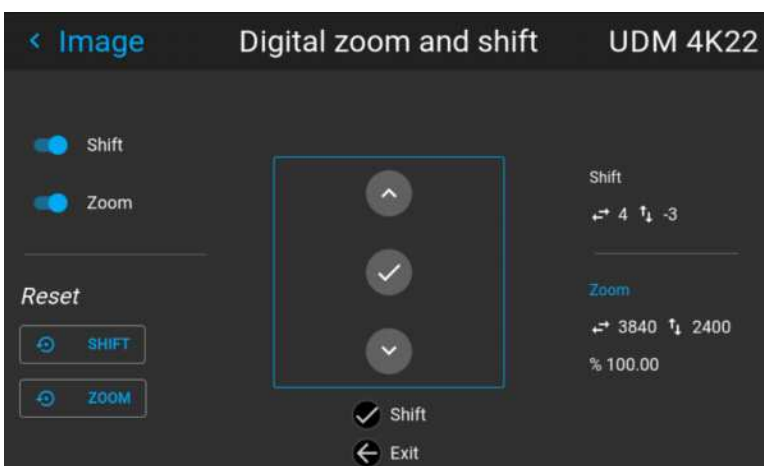 Image
Digital zoom and shift
UDM 4K22
Shift
Zoom
Reset
SHIFT
ZOOM
Shift
Exit
Shift
4 -3
Zoom
3840 2400
% 100.00